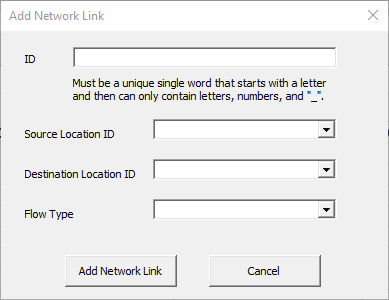 Add Network Link
ID
Must be a unique single word that starts with a letter
and then can only contain letters, numbers, and "_".
Source Location ID
Destination Location ID
Flow Type
Add Network Link
Cancel